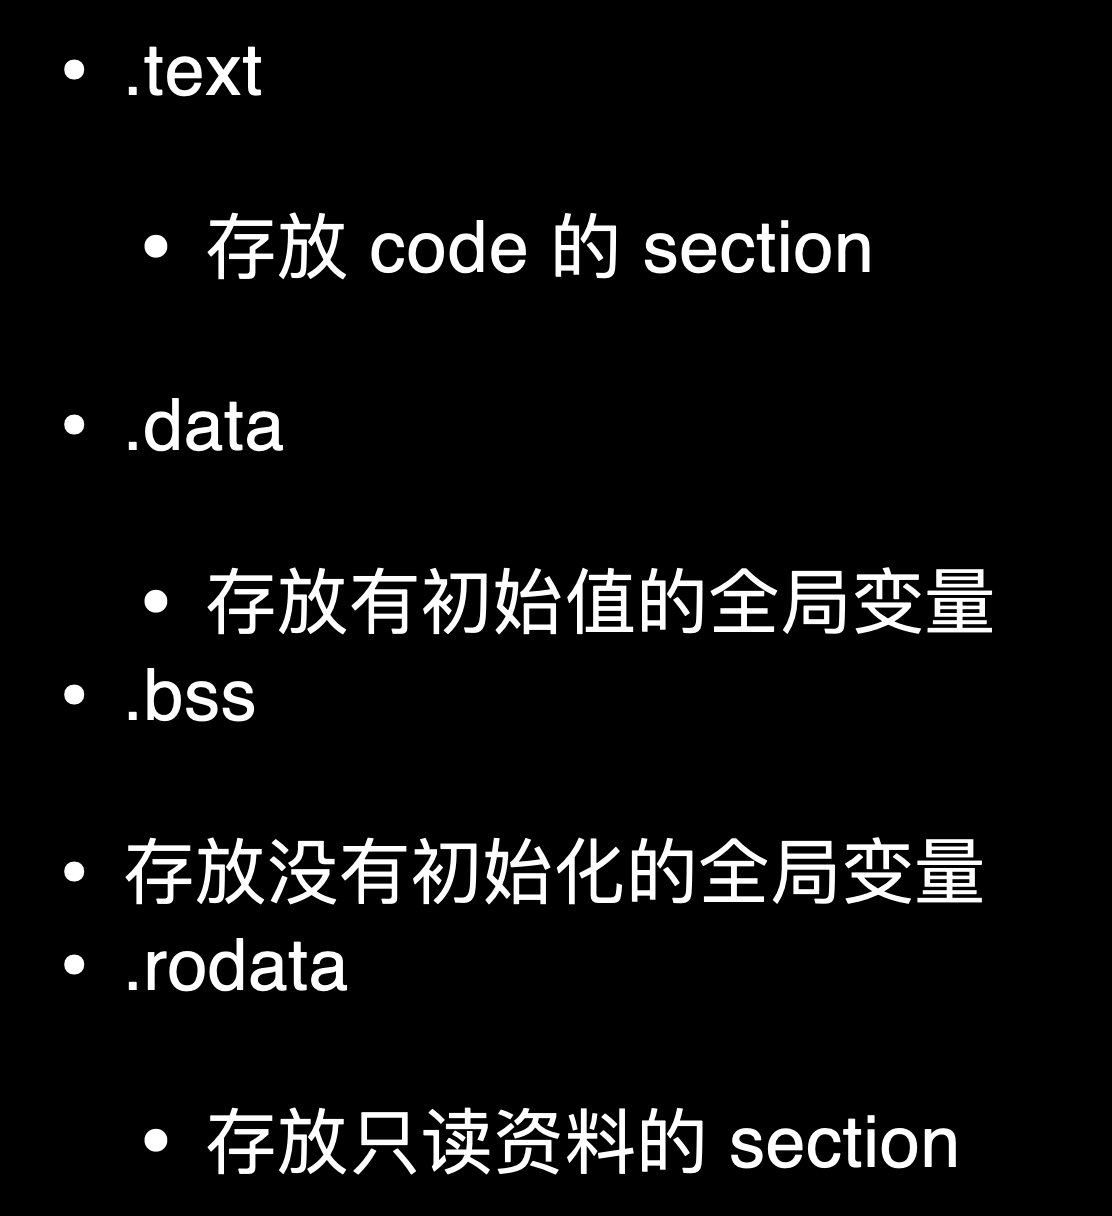 • .text
• 存放 code 的 section
• .data
• 存放有初始值的全局变量
• .bss
• 存放没有初始化的全局变量
• .rodata
• 存放只读资料的 section